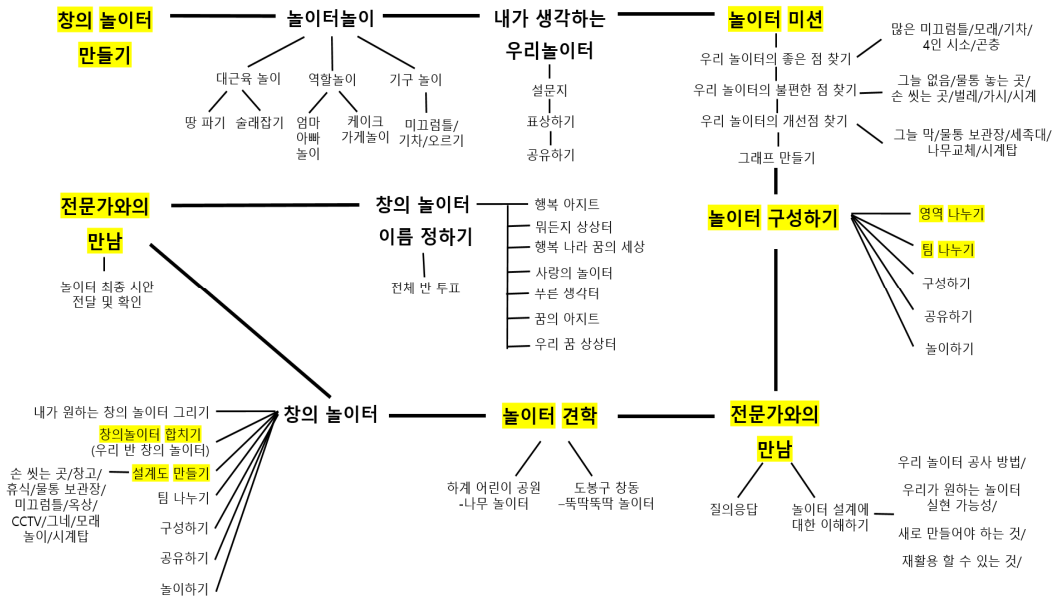 창의 놀이터
만들기
놀이터놀이
대근육 놀이
역할놀이
기구 놀이
땅 파기
술래잡기
엄마
아빠
놀이
케이크
가게놀이
미끄럼틀/
기차/오르기
내가 생각하는
우리놀이터
설문지
표상하기
공유하기
놀이터 미션
우리 놀이터의 좋은 점 찾기
많은 미끄럼틀/모래/기차/
4인 시소/곤충
우리 놀이터의 불편한 점 찾기
그늘 없음/물통 놓는 곳/
손 씻는 곳/벌레/가시/시계
우리 놀이터의 개선점 찾기
그늘 막/물통 보관장/세족대/
나무교체/시계탑
그래프 만들기
놀이터 구성하기
영역 나누기
팀 나누기
구성하기
공유하기
놀이하기
전문가와의
만남
놀이터 최종 시안
전달 및 확인
창의 놀이터
이름 정하기
전체 반 투표
행복 아지트
뭐든지 상상터
행복 나라 꿈의 세상
사랑의 놀이터
푸른 생각터
꿈의 아지트
우리 꿈 상상터
창의 놀이터
내가 원하는 창의 놀이터 그리기
창의놀이터 합치기
(우리 반 창의 놀이터)
설계도 만들기
손 씻는 곳/창고/
휴식/물통 보관장/
미끄럼틀/옥상/
CCTV/그네/모래
놀이/시계탑
팀 나누기
구성하기
공유하기
놀이하기
놀이터 견학
하계 어린이 공원
-나무 놀이터
도봉구 창동
–뚝딱뚝딱 놀이터
전문가와의
만남
질의응답
놀이터 설계에
대한 이해하기
우리 놀이터 공사 방법/
우리가 원하는 놀이터
실현 가능성/
새로 만들어야 하는 것/
재활용 할 수 있는 것/